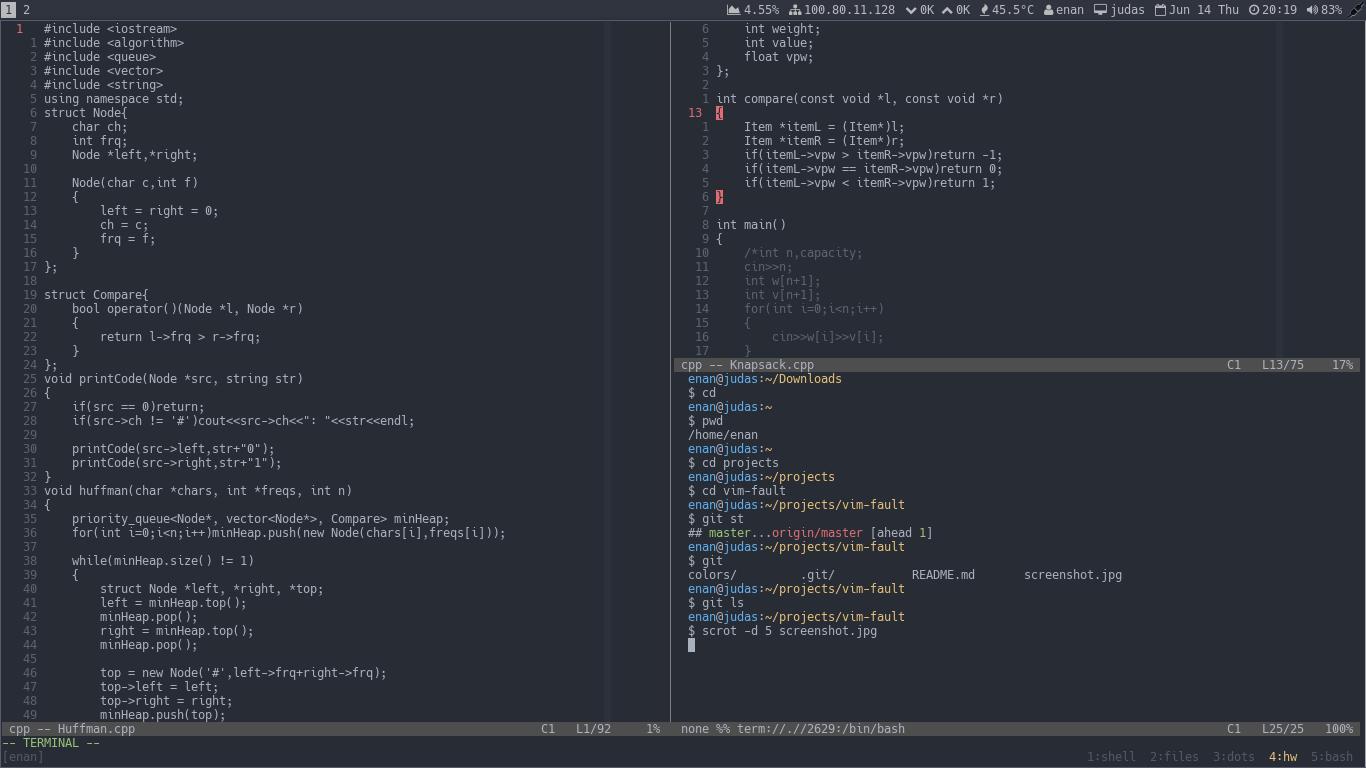 1 2 4.55% 100.80.11.128 0K 0K 45.5°C enan judas Jun 14 Thu 20:19 83%
1 #include <iostream>
1 #include <algorithm>
2 #include <queue>
3 #include <vector>
4 #include <string>
5 using namespace std;
6 struct Node{
7     char ch;
8     int frq;
9     Node *left,*right;
10
11     Node(char c,int f)
12     {
13         left = right = 0;
14         ch = c;
15         frq = f;
16     }
17 };
18
19 struct Compare{
20     bool operator()(Node *l, Node *r)
21     {
22         return l->frq > r->frq;
23     }
24 };
25 void printCode(Node *src, string str)
26 {
27     if(src == 0)return;
28     if(src->ch != '#')cout<<src->ch<<": "<<str<<endl;
29
30     printCode(src->left,str+"0");
31     printCode(src->right,str+"1");
32 }
33 void huffman(char *chars, int *freqs, int n)
34 {
35     priority_queue<Node*, vector<Node*>, Compare> minHeap;
36     for(int i=0;i<n;i++)minHeap.push(new Node(chars[i],freqs[i]));
37
38     while(minHeap.size() != 1)
39     {
40         struct Node *left, *right, *top;
41         left = minHeap.top();
42         minHeap.pop();
43         right = minHeap.top();
44         minHeap.pop();
45
46         top = new Node('#',left->frq+right->frq);
47         top->left = left;
48         top->right = right;
49         minHeap.push(top);
cpp -- Huffman.cpp C1 L1/92 1%
6     int weight;
5     int value;
4     float vpw;
3 };
2
1 int compare(const void *l, const void *r)
13 {
1     Item *itemL = (Item*)l;
2     Item *itemR = (Item*)r;
3     if(itemL->vpw > itemR->vpw)return -1;
4     if(itemL->vpw == itemR->vpw)return 0;
5     if(itemL->vpw < itemR->vpw)return 1;
6 }
7
8 int main()
9 {
10     /*int n,capacity;
11     cin>>n;
12     int w[n+1];
13     int v[n+1];
14     for(int i=0;i<n;i++)
15     {
16         cin>>w[i]>>v[i];
17     }
cpp -- Knapsack.cpp C1 L13/75 17%
enan@judas:~/Downloads
$ cd
enan@judas:~
$ pwd
/home/enan
enan@judas:~
$ cd projects
enan@judas:~/projects
$ cd vim-fault
enan@judas:~/projects/vim-fault
$ git st
## master...origin/master [ahead 1]
enan@judas:~/projects/vim-fault
$ git
colors/ .git/ README.md screenshot.jpg
enan@judas:~/projects/vim-fault
$ git ls
enan@judas:~/projects/vim-fault
$ scrot -d 5 screenshot.jpg
none %% term://.//2629:/bin/bash C1 L25/25 100%
-- TERMINAL --
[enan] 1:shell 2:files 3:dots 4:hw 5:bash